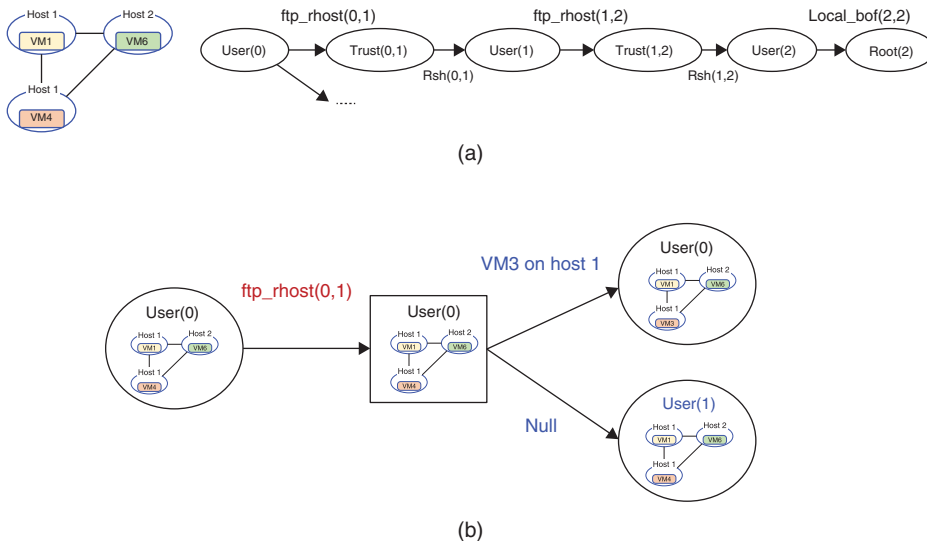 Host 1
Host 2
VM1
VM6
Host 1
VM4
ftp_rhost(0,1)
ftp_rhost(1,2)
Local_bof(2,2)
User(0)
Trust(0,1)
User(1)
Trust(1,2)
User(2)
Root(2)
Rsh(0,1)
Rsh(1,2)
.....
(a)
User(0)
Host 1
Host 2
VM1
VM6
Host 1
VM4
ftp_rhost(0,1)
User(0)
Host 1
Host 2
VM1
VM6
Host 1
VM4
VM3 on host 1
User(0)
Host 1
Host 2
VM1
VM6
Host 1
VM3
Null
User(1)
Host 1
Host 2
VM1
VM6
Host 1
VM4
(b)